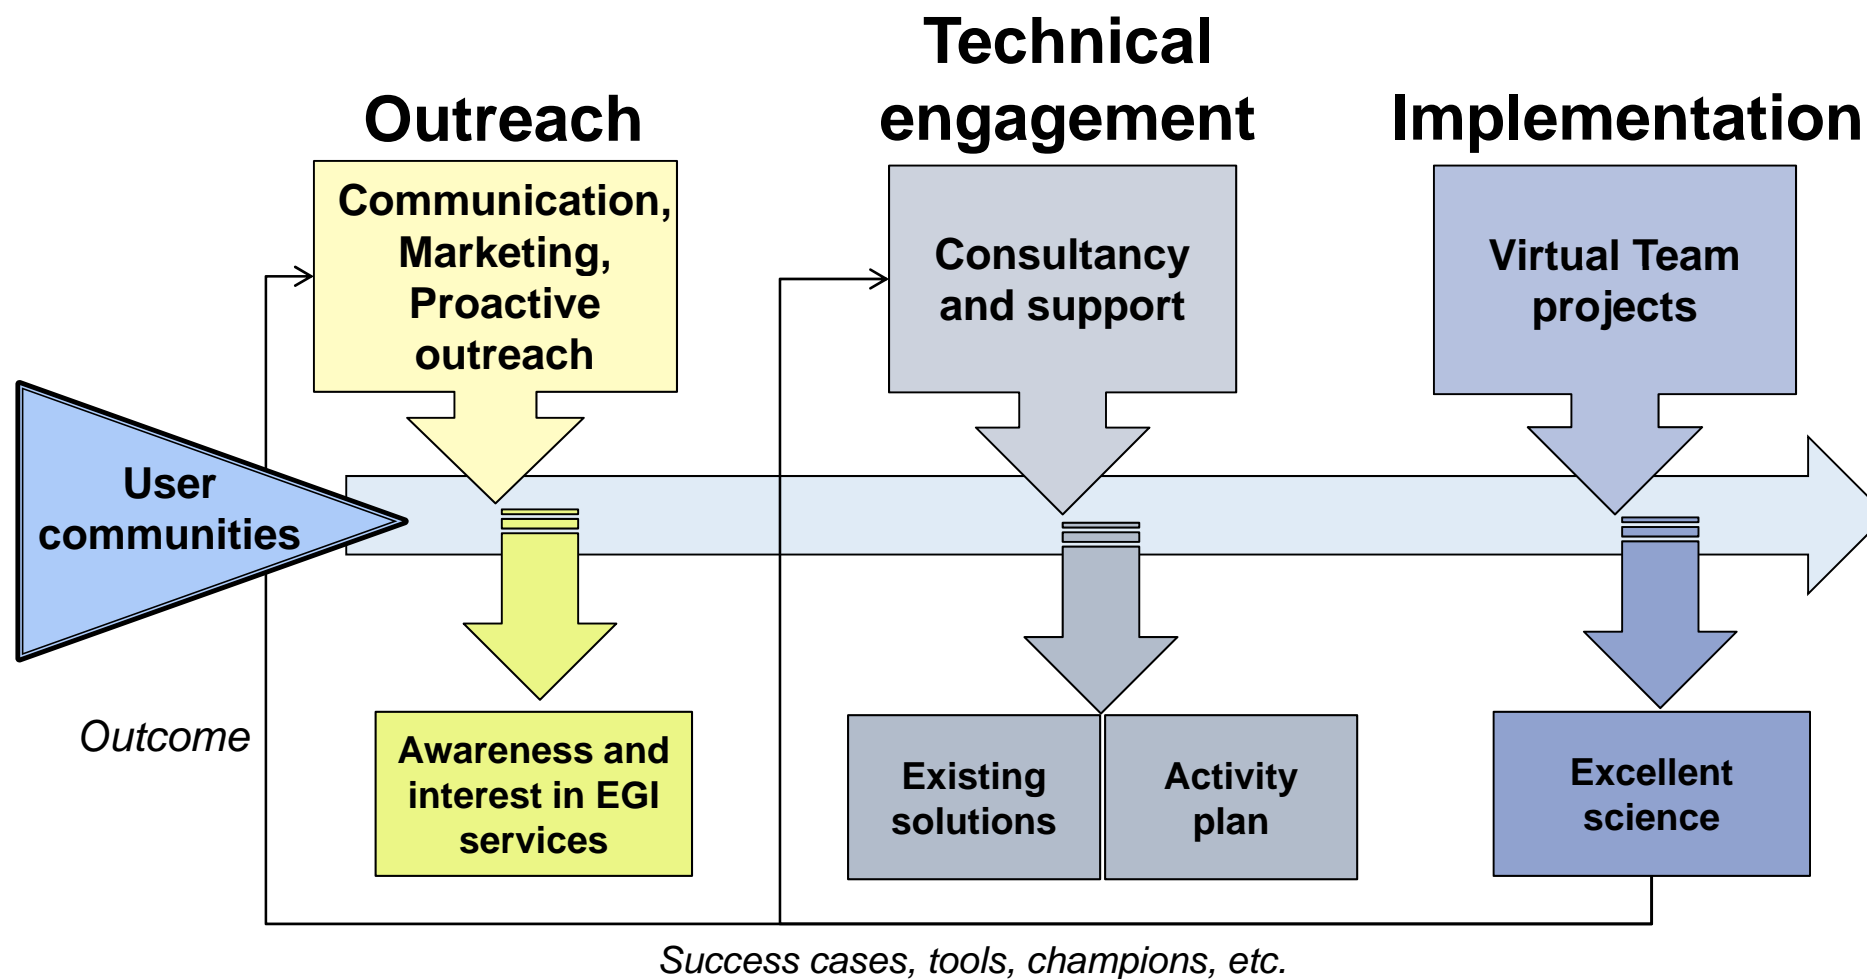 Outreach
Technical
engagement
Implementation
Communication,
Marketing,
Proactive
outreach
Consultancy
and support
Virtual Team
projects
User
communities
Outcome
Awareness and
interest in EGI
services
Existing
solutions
Activity
plan
Excellent
science
Success cases, tools, champions, etc.